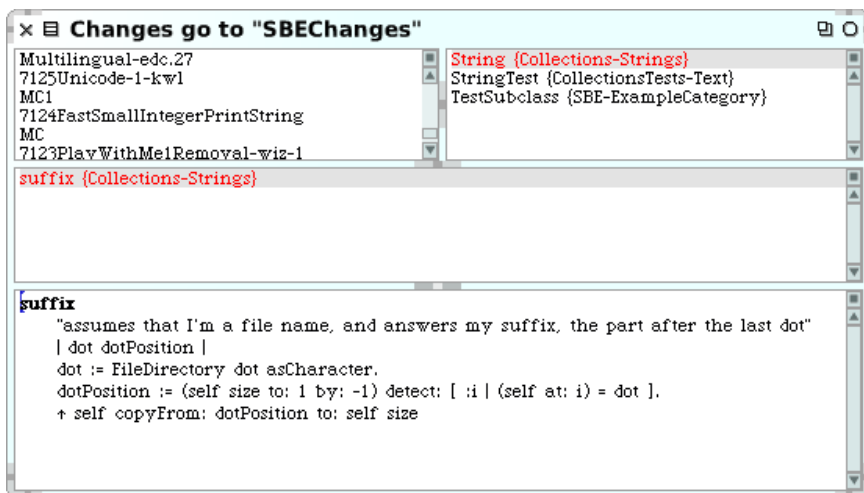 Changes go to "SBEChanges"
Multilingual-edc.27
7125Unicode-1-kwl
MC1
7124FastSmallIntegerPrintString
MC
7123PlayWithMe1Removal-wiz-1
String {Collections-Strings}
StringTest {CollectionsTests-Text}
TestSubclass {SBE-ExampleCategory}
suffix {Collections-Strings}
suffix
"assumes that I'm a file name, and answers my suffix, the part after the last dot"
| dot dotPosition |
dot := FileDirectory dot asCharacter.
dotPosition := (self size to: 1 by: -1) detect: [ :i | (self at: i) = dot ].
↑ self copyFrom: dotPosition to: self size